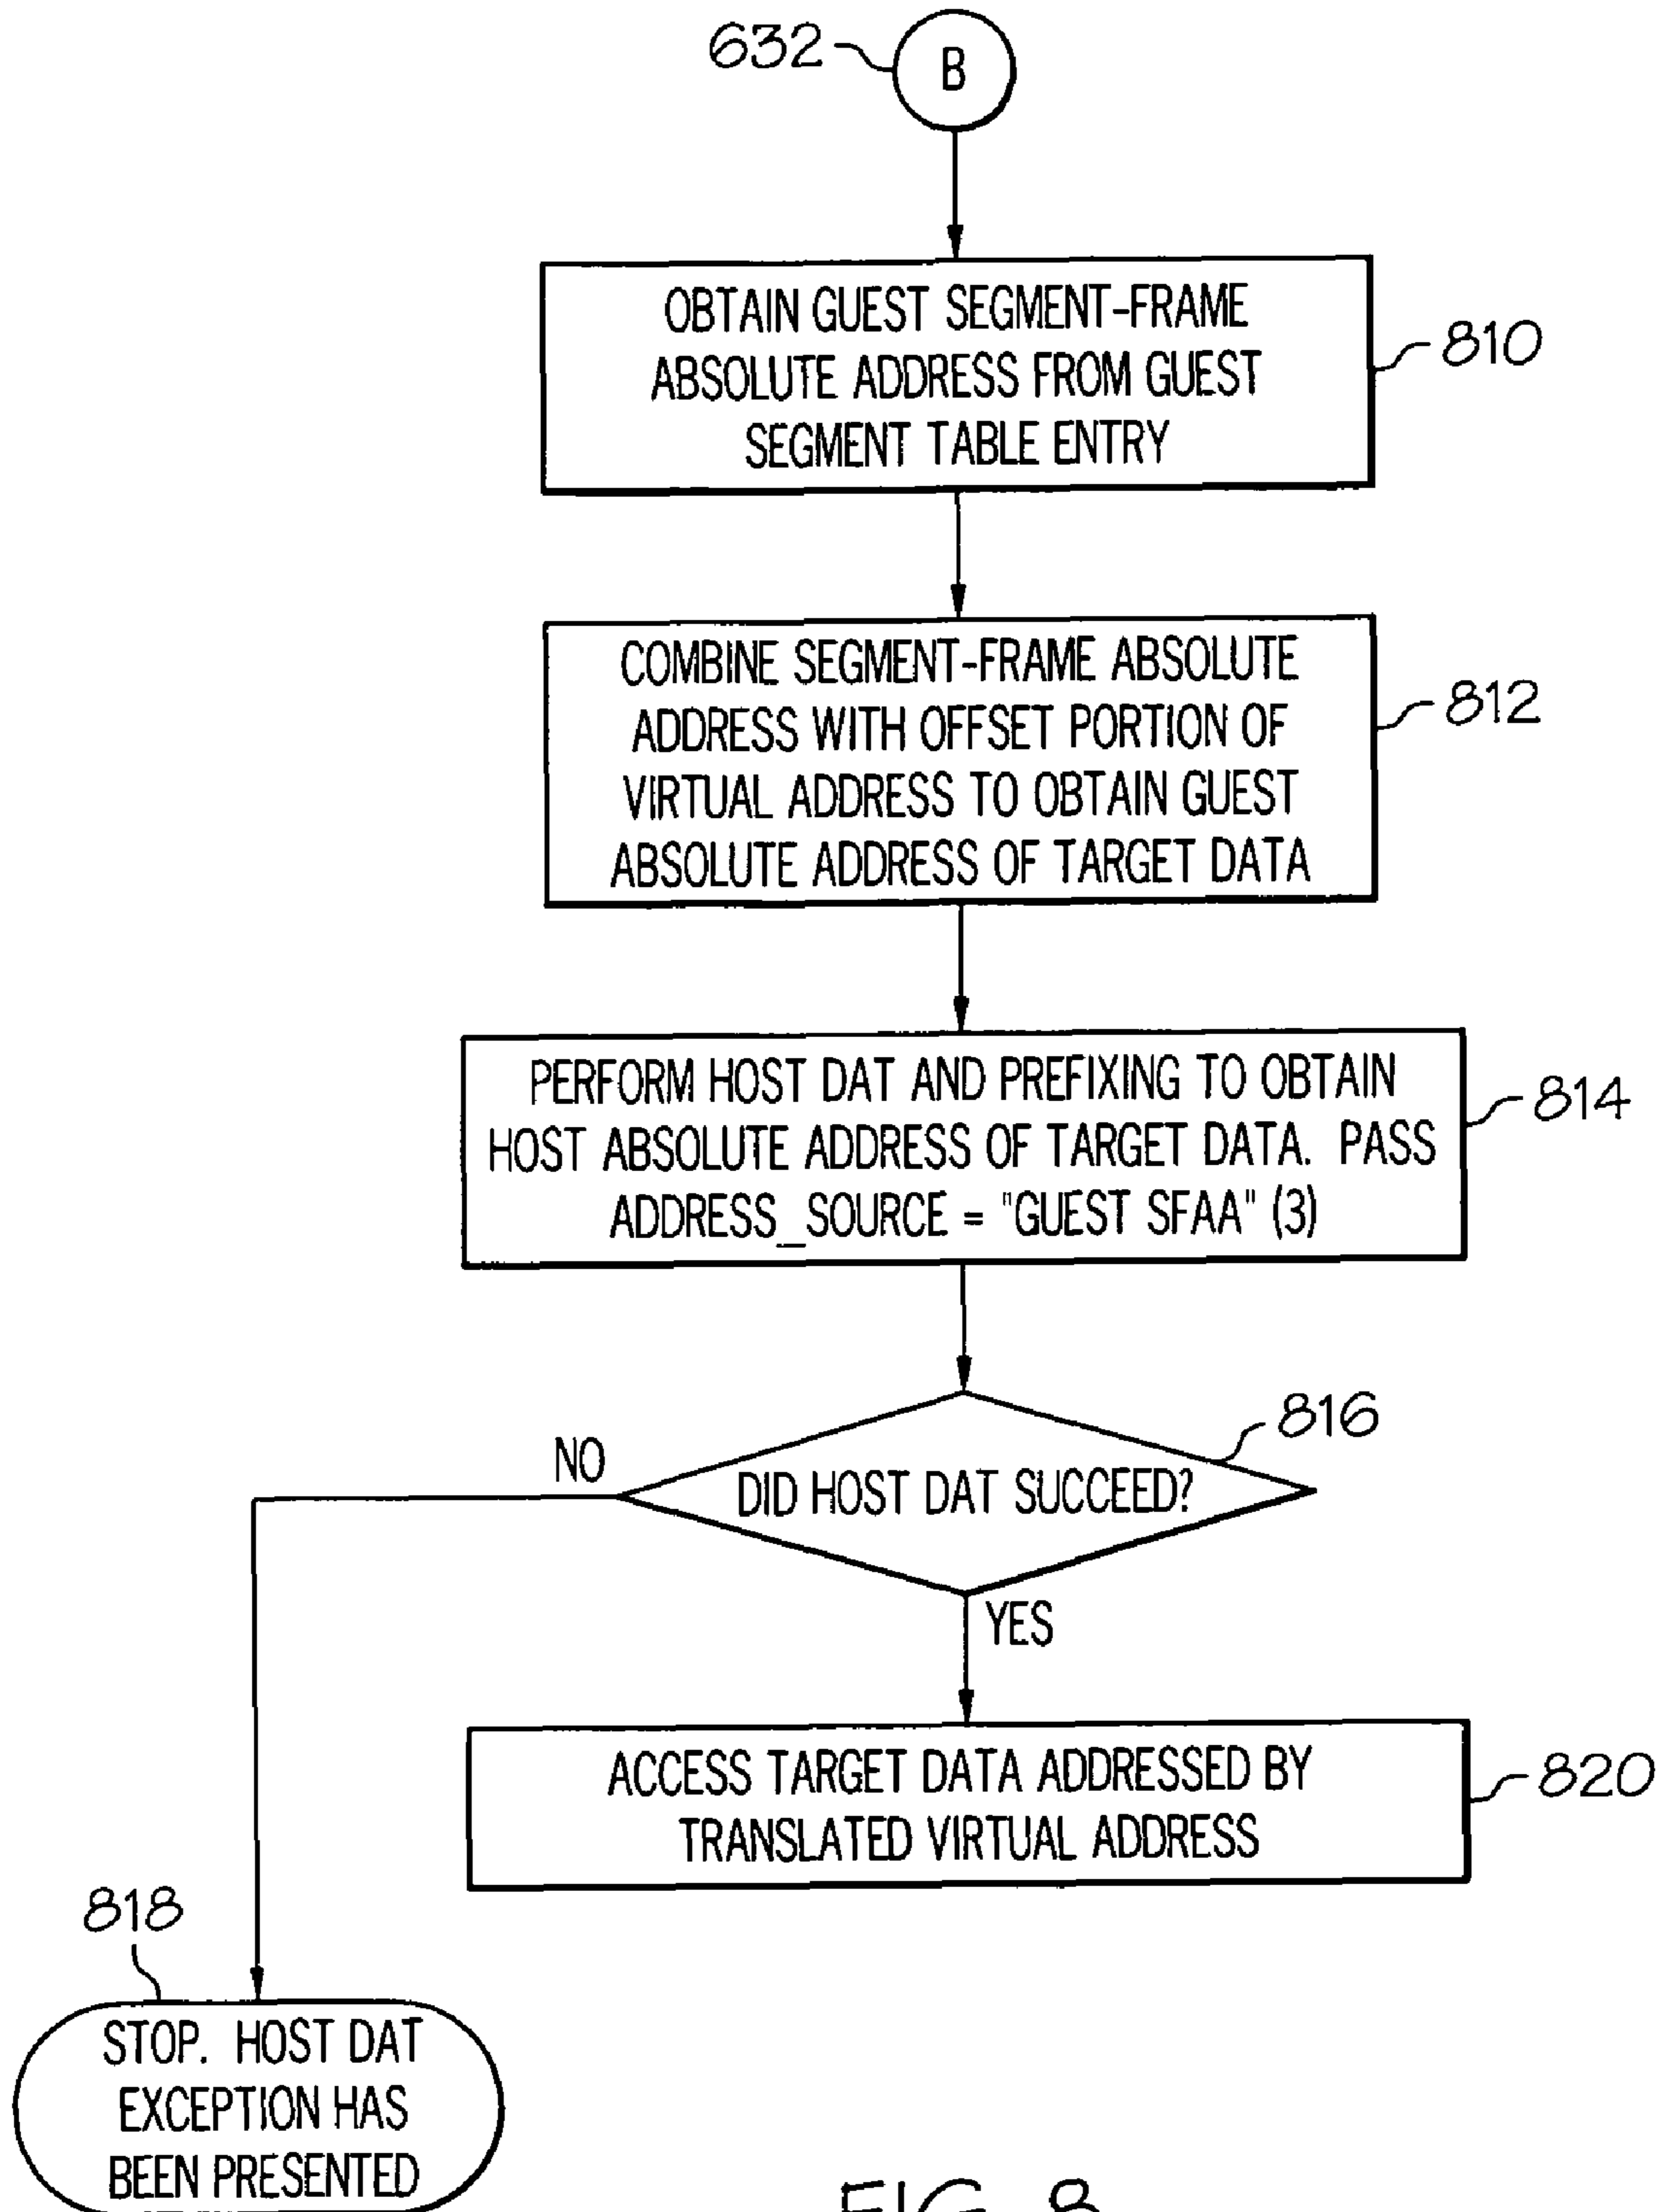 632
B
OBTAIN GUEST SEGMENT-FRAME
ABSOLUTE ADDRESS FROM GUEST
SEGMENT TABLE ENTRY
810
COMBINE SEGMENT-FRAME ABSOLUTE
ADDRESS WITH OFFSET PORTION OF
VIRTUAL ADDRESS TO OBTAIN GUEST
ABSOLUTE ADDRESS OF TARGET DATA
812
PERFORM HOST DAT AND PREFIXING TO OBTAIN
HOST ABSOLUTE ADDRESS OF TARGET DATA. PASS
ADDRESS_SOURCE = "GUEST SFAA" (3)
814
816
NO
DID HOST DAT SUCCEED?
YES
ACCESS TARGET DATA ADDRESSED BY
TRANSLATED VIRTUAL ADDRESS
820
818
STOP. HOST DAT
EXCEPTION HAS
BEEN PRESENTED
FIG. 8